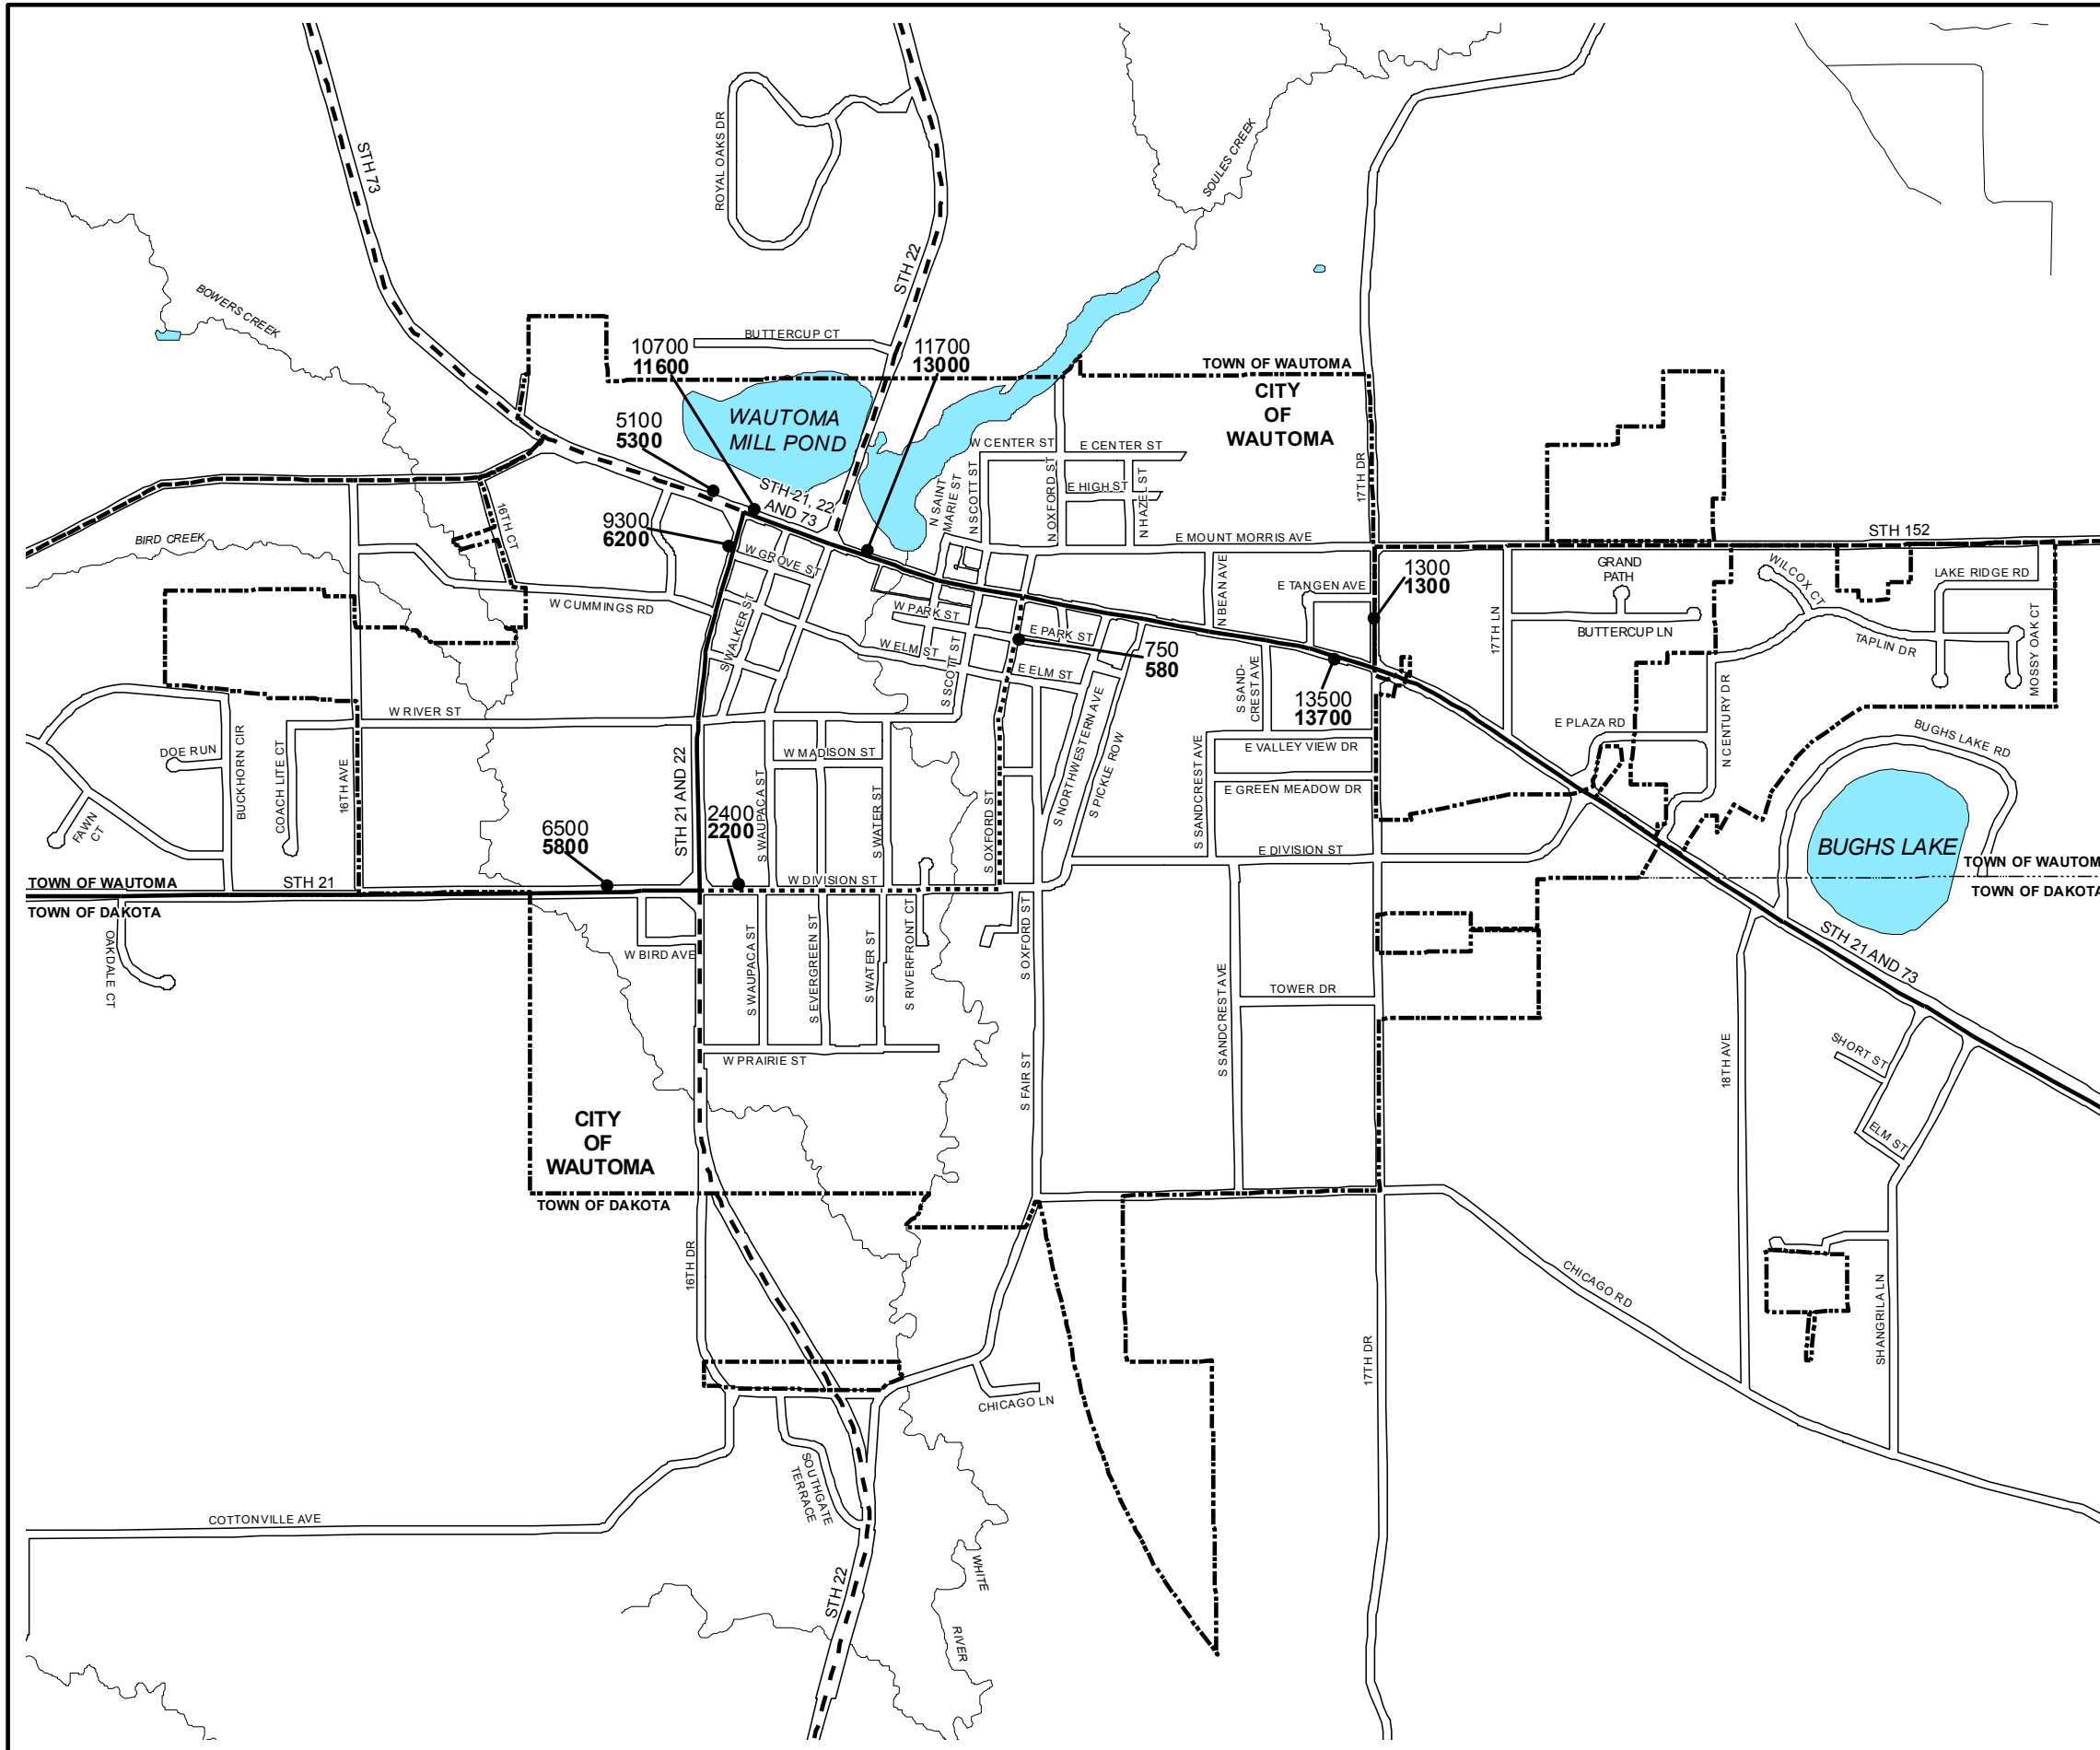 STH 73
ROYAL OAKS DR
SOULES CREEK
STH 22
BOWERS CREEK
BUTTERCUP CT
10700
11600
11700
13000
TOWN OF WAUTOMA
CITY
OF
WAUTOMA
WAUTOMA
MILL POND
5100
5300
W CENTER ST
E CENTER ST
N SAINT
MARIE ST
N SCOTT ST
N OXFORD ST
E HIGH ST
N HAZEL ST
17TH DR
STH 21, 22
AND 73
9300
6200
16TH CT
BIRD CREEK
W GROVE ST
E MOUNT MORRIS AVE
STH 152
1300
1300
GRAND
PATH
WILCOX CT
LAKE RIDGE RD
E TANGEN AVE
N BEAN AVE
W CUMMINGS RD
S WALKER ST
W PARK ST
E PARK ST
W ELM ST
S SCOTT ST
E ELM ST
750
580
17TH LN
BUTTERCUP LN
TAPLIN DR
MOSSY OAK CT
S SAND-
CREST AVE
13500
13700
W RIVER ST
E PLAZA RD
N CENTURY DR
BUGHS LAKE RD
DOE RUN
BUCKHORN CIR
COACH LITE CT
16TH AVE
STH 21 AND 22
W MADISON ST
S WAUPACA ST
S WATER ST
S OXFORD ST
S NORTHWESTERN AVE
S PICKLE ROW
S SANDCREST AVE
E VALLEY VIEW DR
E GREEN MEADOW DR
FAWN
CT
6500
5800
2400
2200
E DIVISION ST
BUGHS LAKE
TOWN OF WAUTOM
TOWN OF DAKOTA
TOWN OF WAUTOMA
STH 21
W DIVISION ST
TOWN OF DAKOTA
OAKDALE CT
W BIRD AVE
S WAUPACA ST
S EVERGREEN ST
S WATER ST
S RIVERFRONT CT
S OXFORD ST
S SANDCREST AVE
TOWER DR
STH 21 AND 73
W PRAIRIE ST
S FAIR ST
18TH AVE
SHORT ST
ELM ST
CITY
OF
WAUTOMA
TOWN OF DAKOTA
16TH DR
CHICAGO RD
SHANGRILA LN
17TH DR
CHICAGO LN
SOUTHGATE
TERRACE
COTTONVILLE AVE
STH 22
WHITE
RIVER